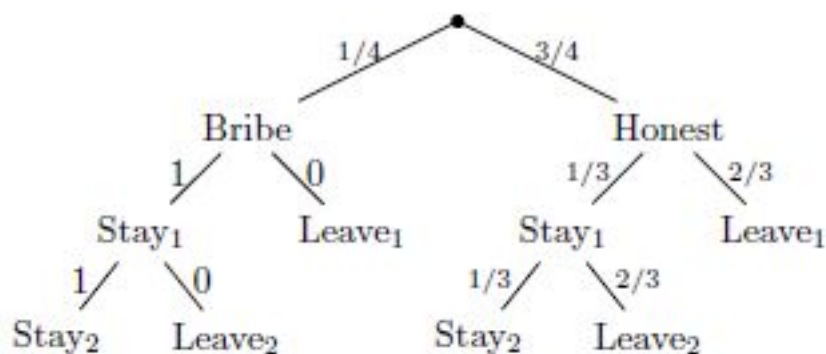 1/4 3/4
Bribe Honest
1 0 1/3 2/3
Stay₁ Leave₁ Stay₁ Leave₁
1 0 1/3 2/3
Stay₂ Leave₂ Stay₂ Leave₂